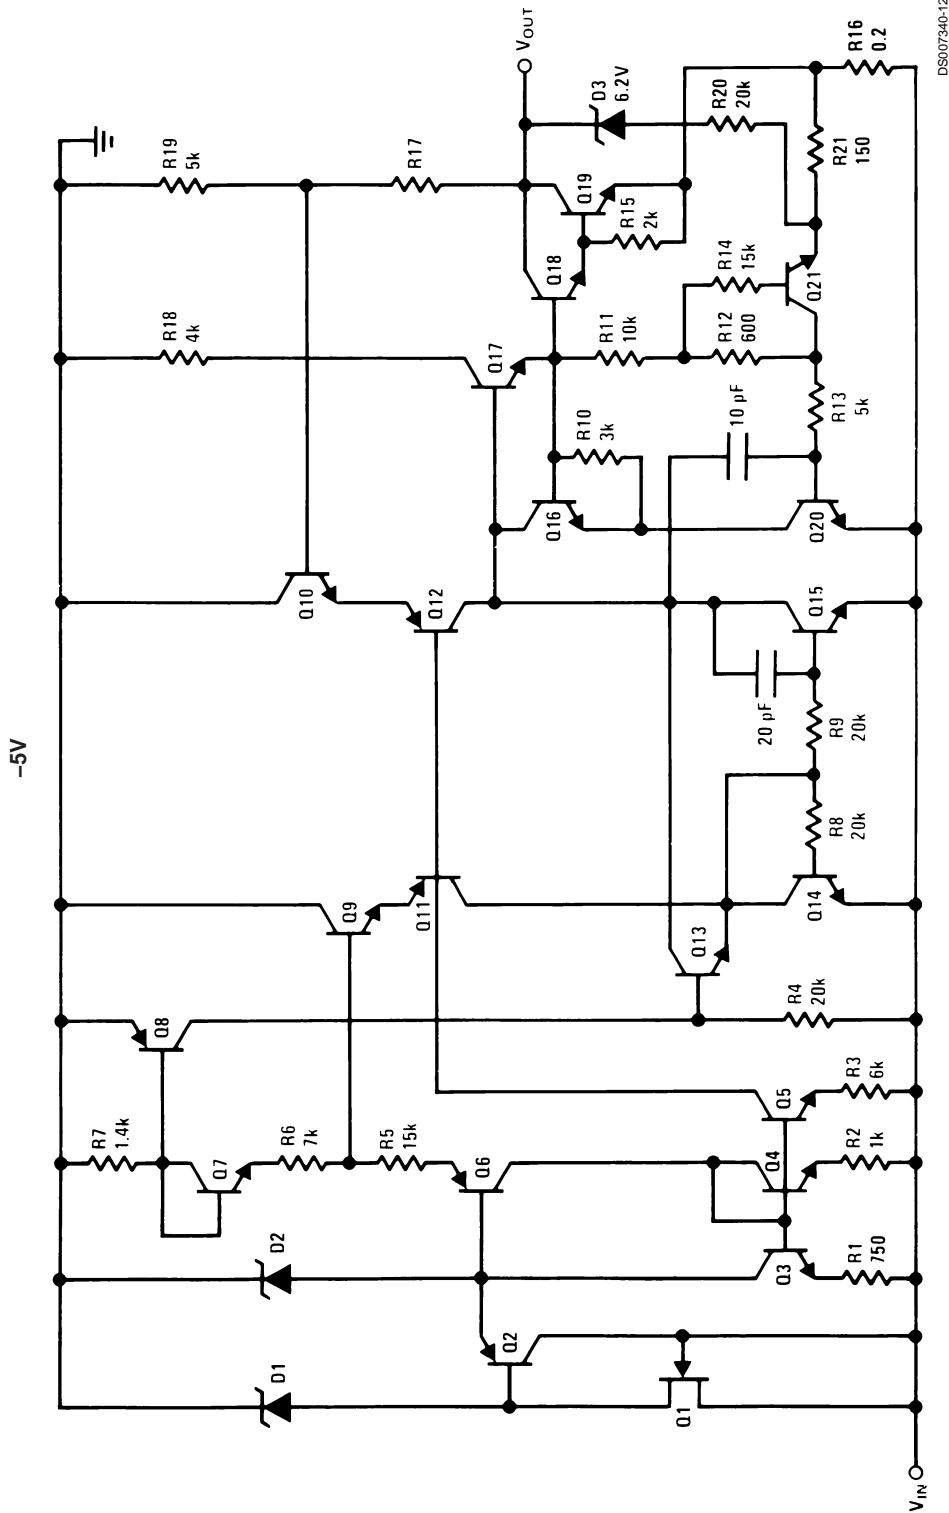 −5V
R19
5k
R18
4k
R17
VOUT
D3
6.2V
R20
20k
R16
0.2
R21
150
Q19
R15
2k
Q18
R14
15k
Q21
R12
600
R11
10k
Q17
R13
5k
10 pF
R10
3k
Q16
Q20
Q10
Q12
Q15
20 pF
R9
20k
R8
20k
Q14
Q9
Q11
Q13
R4
20k
Q8
R3
6k
Q5
R7
1.4k
R6
7k
R5
15k
Q7
Q6
Q4
R2
1k
D2
Q3
R1
750
Q2
D1
Q1
VIN
DS007340-12